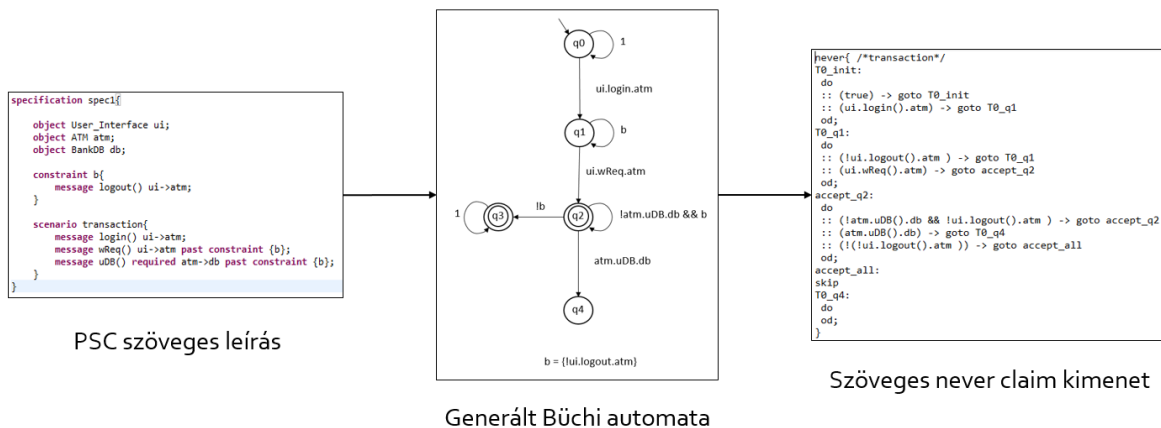 specification spec1{
object User_Interface ui;
object ATM atm;
object BankDB db;
constraint b{
message logout() ui->atm;
}
scenario transaction{
message login() ui->atm;
message wReq() ui->atm past constraint {b};
message uDB() required atm->db past constraint {b};
}
}
PSC szöveges leírás
q0
1
ui.login.atm
q1
b
ui.wReq.atm
!b
1
q3
q2
!atm.uDB.db && b
atm.uDB.db
q4
b = {!ui.logout.atm}
Generált Büchi automata
never{ /*transaction*/
T0_init:
do
:: (true) -> goto T0_init
:: (ui.login().atm) -> goto T0_q1
od;
T0_q1:
do
:: (!ui.logout().atm ) -> goto T0_q1
:: (ui.wReq().atm) -> goto accept_q2
od;
accept_q2:
do
:: (!atm.uDB().db && !ui.logout().atm ) -> goto accept_q2
:: (atm.uDB().db) -> goto T0_q4
:: (!(!ui.logout().atm )) -> goto accept_all
od;
accept_all:
skip
T0_q4:
do
od;
}
Szöveges never claim kimenet